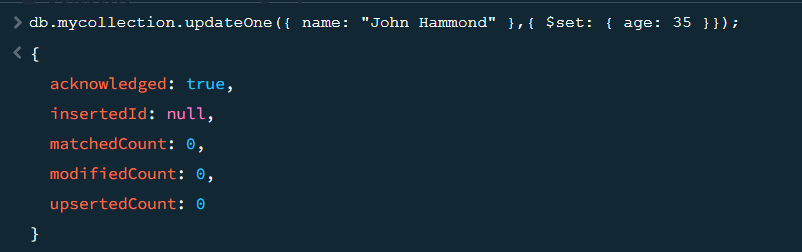 > db.mycollection.updateOne({ name: "John Hammond" },{ $set: { age: 35 }});
< {
acknowledged: true,
insertedId: null,
matchedCount: 0,
modifiedCount: 0,
upsertedCount: 0
}